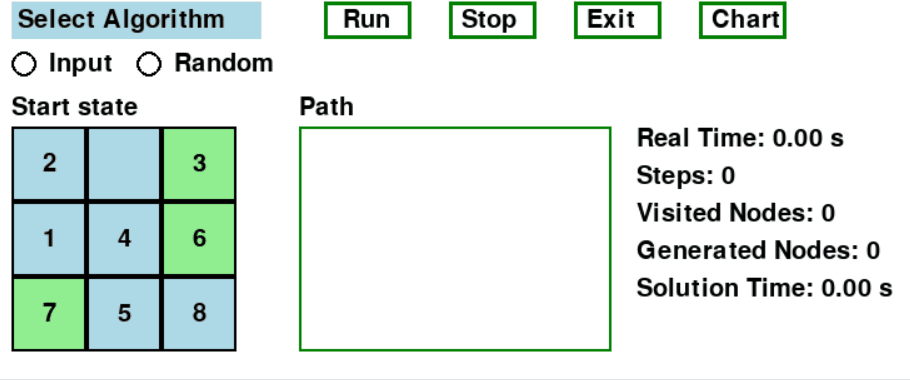 Select Algorithm Run Stop Exit Chart
Input Random
Start state Path
2 3
1 4 6
7 5 8
Real Time: 0.00 s
Steps: 0
Visited Nodes: 0
Generated Nodes: 0
Solution Time: 0.00 s